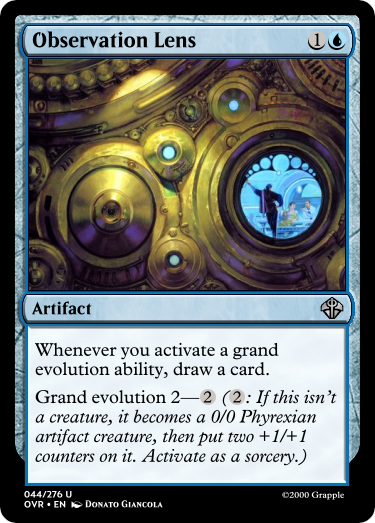 Observation Lens 1
Artifact
Whenever you activate a grand
evolution ability, draw a card.
Grand evolution 2—2 (2: If this isn't
a creature, it becomes a 0/0 Phyrexian
artifact creature, then put two +1/+1
counters on it. Activate as a sorcery.)
044/276 U
OVR • EN Donato Giancola
©2000 Grapple